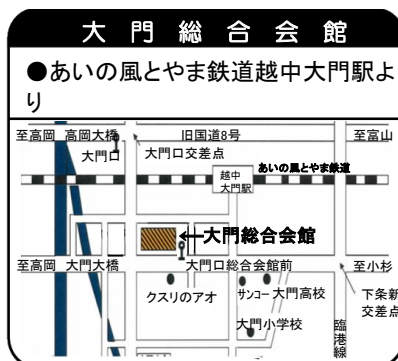 大門総合会館
●あいの風とやま鉄道越中大門駅よ
り
至高岡 高岡大橋 旧国道8号 至富山
大門口 大門口交差点
あいの風とやま鉄道
越中
大門駅
←大門総合会館
至高岡 大門大橋 大門口総合会館前 至小杉
クスリのアオ サンコー 大門高校 下条新
交差点
大門小学校
臨港線